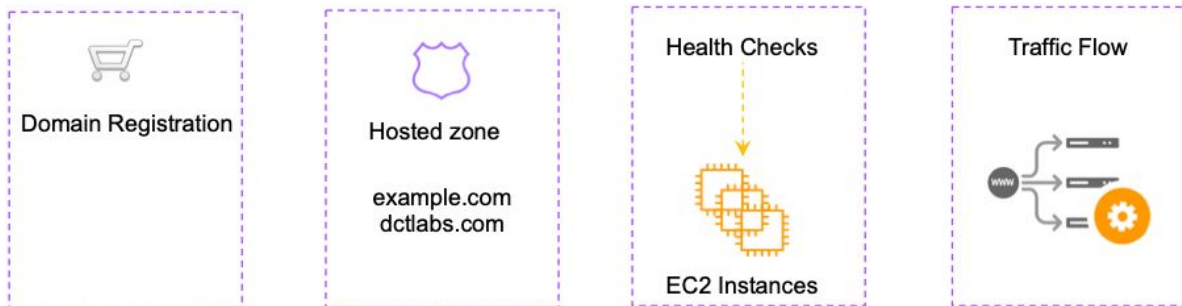 Domain Registration
Hosted zone
example.com
dctlabs.com
Health Checks
EC2 Instances
Traffic Flow
www